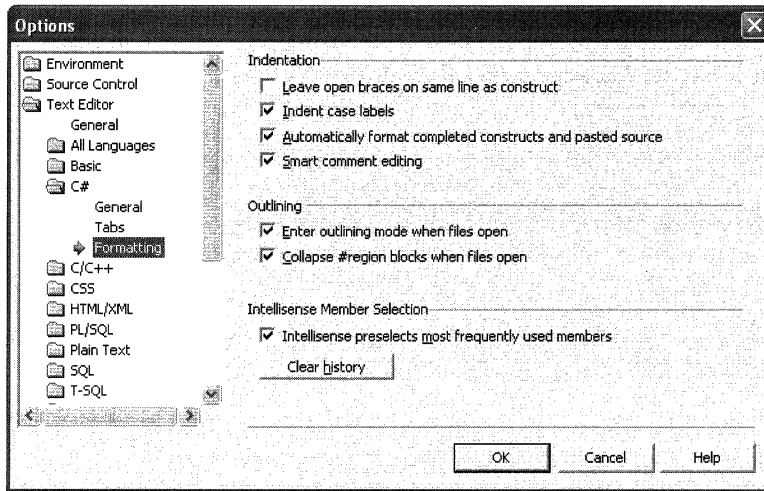 Options
Environment
Source Control
Text Editor
General
All Languages
Basic
C#
General
Tabs
Formatting
C/C++
CSS
HTML/XML
PL/SQL
Plain Text
SQL
T-SQL
Indentation
Leave open braces on same line as construct
Indent case labels
Automatically format completed constructs and pasted source
Smart comment editing
Outlining
Enter outlining mode when files open
Collapse #region blocks when files open
Intellisense Member Selection
Intellisense preselects most frequently used members
Clear history
OK
Cancel
Help